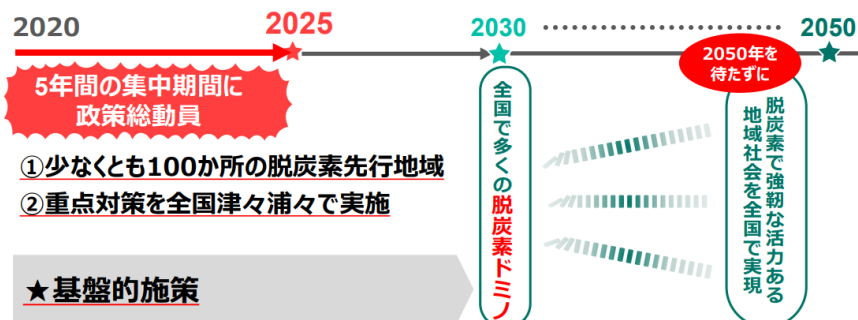 2020
2025
2030
2050
5年間の集中期間に
政策総動員
①少なくとも100か所の脱炭素先行地域
②重点対策を全国津々浦々で実施
★基盤的施策
全国で多くの脱炭素ドミノ
2050年を
待たずに
脱炭素で強靭な活力ある
地域社会を全国で実現